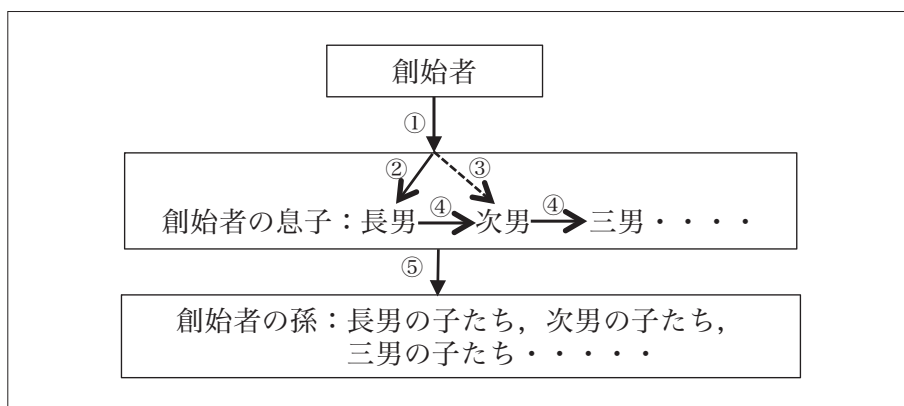 創始者
①
② ③
創始者の息子：長男 ④ 次男 ④ 三男・・・・
⑤
創始者の孫：長男の子たち，次男の子たち，
三男の子たち・・・・・